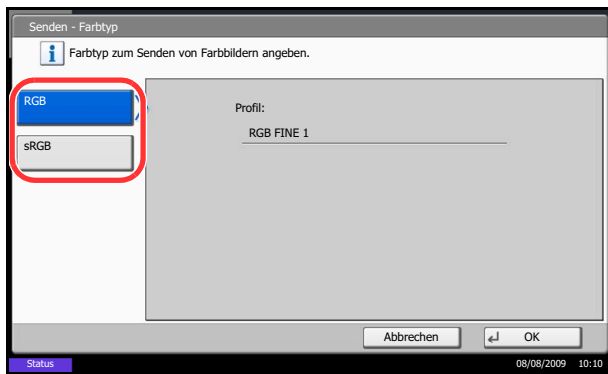 Senden - Farbtyp
Farbtyp zum Senden von Farbbildern angeben.
RGB
sRGB
Profil:
RGB FINE 1
Abbrechen
OK
Status
08/08/2009 10:10